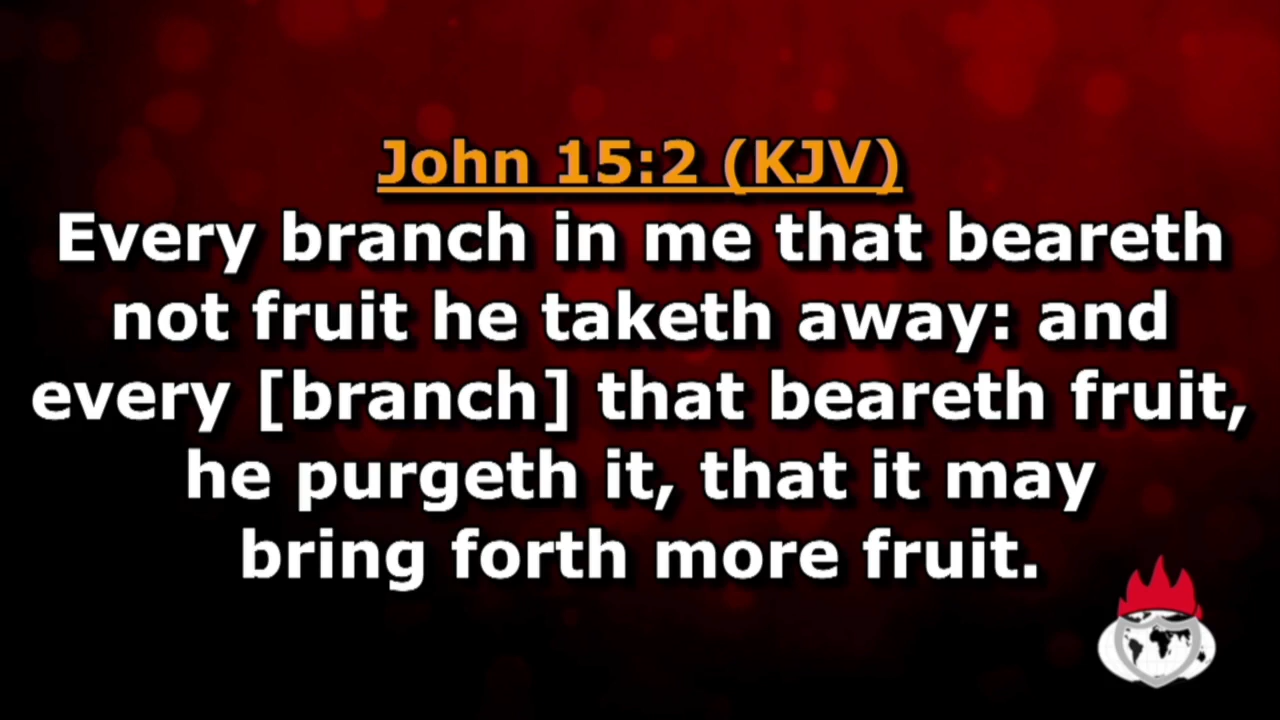 John 15:2 (KJV)
Every branch in me that beareth
not fruit he taketh away: and
every [branch] that beareth fruit,
he purgeth it, that it may
bring forth more fruit.